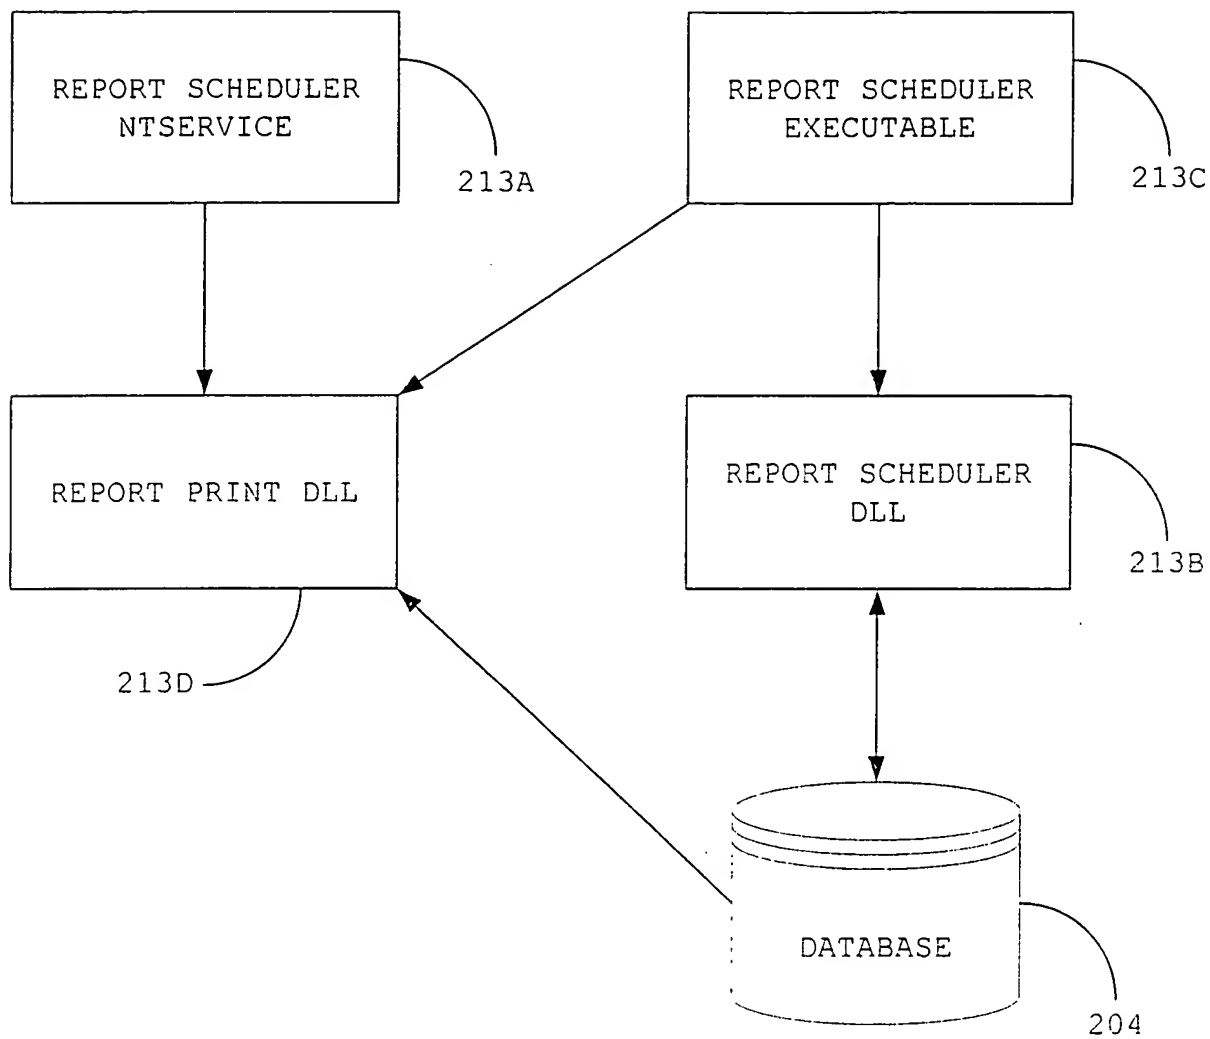 REPORT SCHEDULER
NTSERVICE
213A
REPORT SCHEDULER
EXECUTABLE
213C
REPORT PRINT DLL
213D
REPORT SCHEDULER
DLL
213B
DATABASE
204